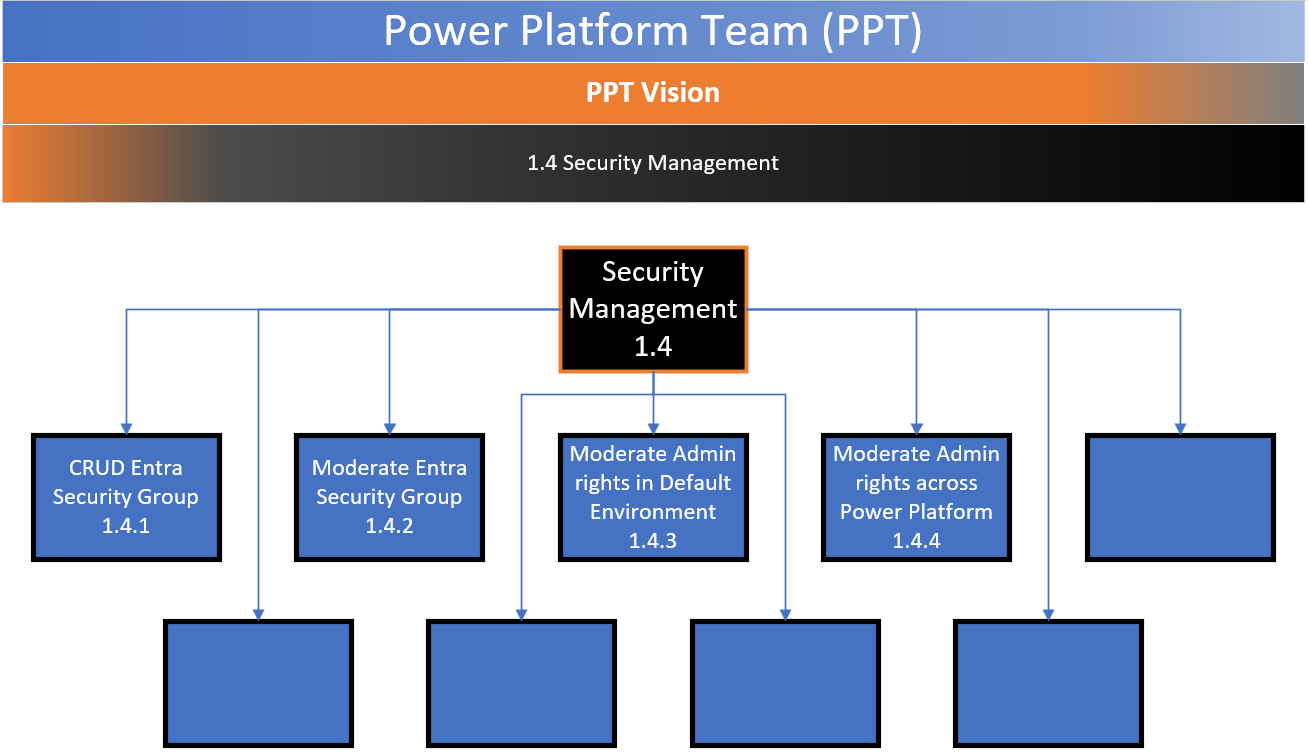 Power Platform Team (PPT)
PPT Vision
1.4 Security Management
Security
Management
1.4
CRUD Entra
Security Group
1.4.1
Moderate Entra
Security Group
1.4.2
Moderate Admin
rights in Default
Environment
1.4.3
Moderate Admin
rights across
Power Platform
1.4.4